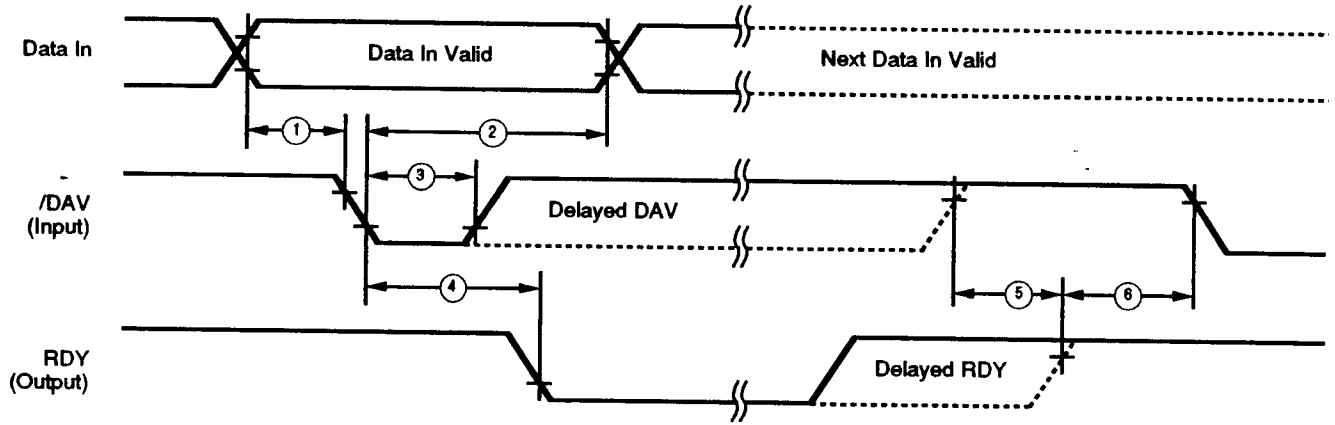 Data In
Data In Valid
Next Data In Valid
1
2
3
/DAV
(Input)
Delayed DAV
4
5
6
RDY
(Output)
Delayed RDY